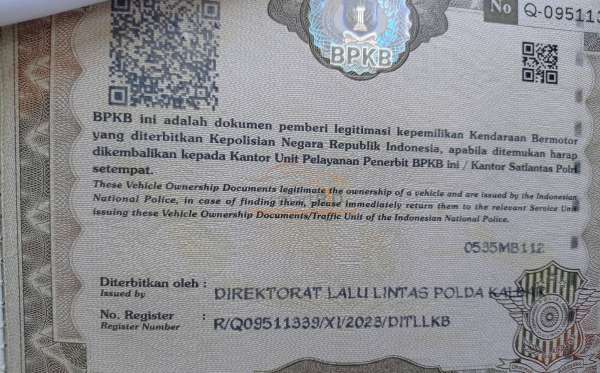 No Q-095113
BPKB
BPKB ini adalah dokumen pemberi legitimasi kepemilikan Kendaraan Bermotor
yang diterbitkan Kepolisian Negara Republik Indonesia, apabila ditemukan harap
dikembalikan kepada Kantor Unit Pelayanan Penerbit BPKB ini / Kantor Satlantas Polri
setempat.
These Vehicle Ownership Documents legitimate the ownership of a vehicle and are issued by the Indonesian
National Police, in case of finding them, please immediately return them to the relevant Service Unit
issuing these Vehicle Ownership Documents/Traffic Unit of the Indonesian National Police.
0535MB112
Diterbitkan oleh : DIREKTORAT LALU LINTAS POLDA
Issued by
No. Register : R/Q09511339/XI/2023/DITLLKB
Register Number